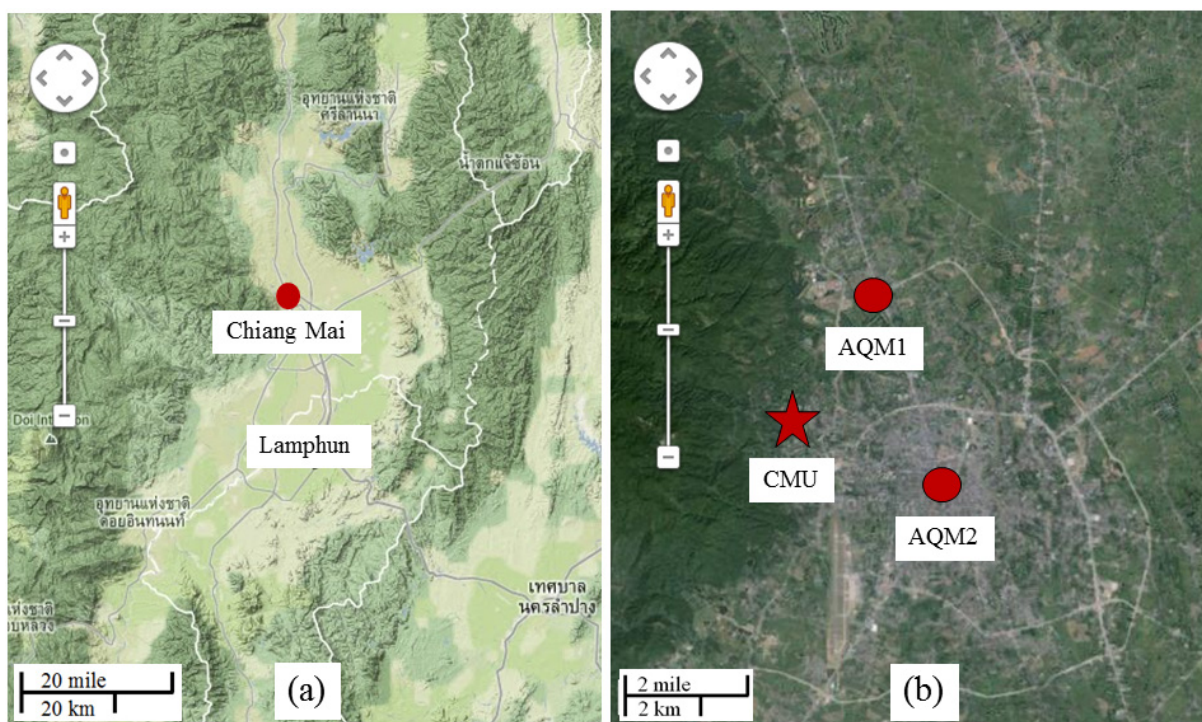 อุทยานแห่งชาติ
ศรีล้านนา
น้ำตกแจ้ซ้อน
Chiang Mai
Doi
Lamphun
อุทยานแห่งชาติ
ดอยอินทนนท์
เทศบาล
นครลำปาง
20 mile
20 km
(a)
AQM1
CMU
AQM2
2 mile
2 km
(b)